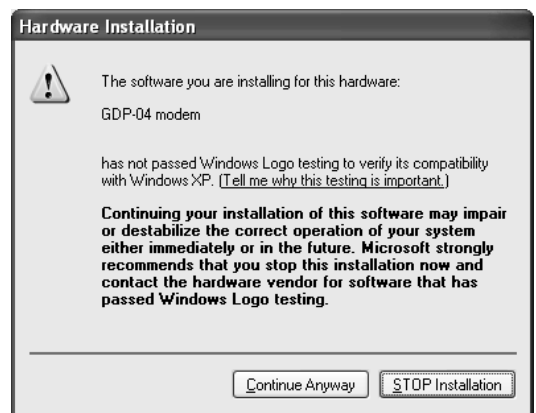 Hardware Installation
The software you are installing for this hardware:
GDP-04 modem
has not passed Windows Logo testing to verify its compatibility
with Windows XP. (Tell me why this testing is important.)
Continuing your installation of this software may impair
or destabilize the correct operation of your system
either immediately or in the future. Microsoft strongly
recommends that you stop this installation now and
contact the hardware vendor for software that has
passed Windows Logo testing.
Continue Anyway
STOP Installation